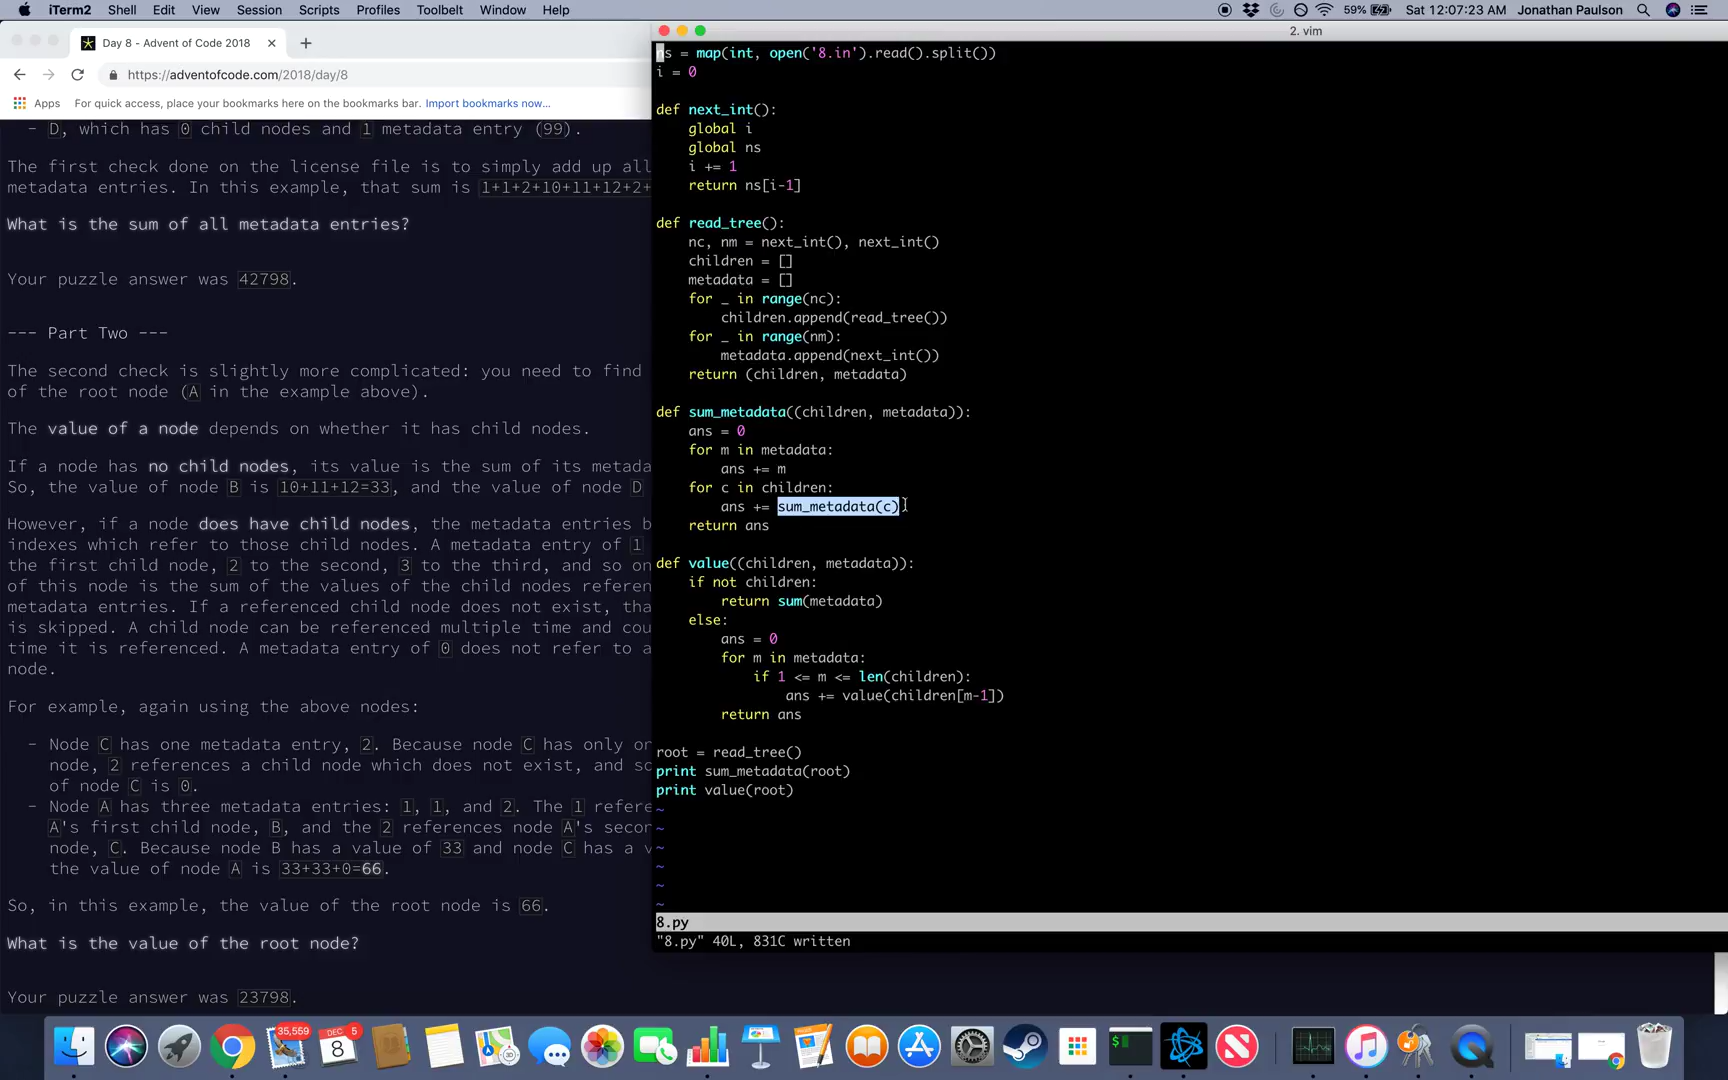 iTerm2 Shell Edit View Session Scripts Profiles Toolbelt Window Help 59% Sat 12:07:23 AM Jonathan Paulson
Day 8 - Advent of Code 2018
https://adventofcode.com/2018/day/8
Apps For quick access, place your bookmarks here on the bookmarks bar. Import bookmarks now...
- D, which has 0 child nodes and 1 metadata entry (99).
The first check done on the license file is to simply add up all
metadata entries. In this example, that sum is 1+1+2+10+11+12+2+
What is the sum of all metadata entries?
Your puzzle answer was 42798.
--- Part Two ---
The second check is slightly more complicated: you need to find
of the root node (A in the example above).
The value of a node depends on whether it has child nodes.
If a node has no child nodes, its value is the sum of its metada
So, the value of node B is 10+11+12=33, and the value of node D
However, if a node does have child nodes, the metadata entries b
indexes which refer to those child nodes. A metadata entry of 1
the first child node, 2 to the second, 3 to the third, and so on
of this node is the sum of the values of the child nodes referen
metadata entries. If a referenced child node does not exist, tha
is skipped. A child node can be referenced multiple time and cou
time it is referenced. A metadata entry of 0 does not refer to a
node.
For example, again using the above nodes:
- Node C has one metadata entry, 2. Because node C has only on
node, 2 references a child node which does not exist, and so
of node C is 0.
- Node A has three metadata entries: 1, 1, and 2. The 1 refere
A's first child node, B, and the 2 references node A's secon
node, C. Because node B has a value of 33 and node C has a v
the value of node A is 33+33+0=66.
So, in this example, the value of the root node is 66.
What is the value of the root node?
Your puzzle answer was 23798.
2. vim
ns = map(int, open('8.in').read().split())
i = 0
def next_int():
global i
global ns
i += 1
return ns[i-1]
def read_tree():
nc, nm = next_int(), next_int()
children = []
metadata = []
for _ in range(nc):
children.append(read_tree())
for _ in range(nm):
metadata.append(next_int())
return (children, metadata)
def sum_metadata((children, metadata)):
ans = 0
for m in metadata:
ans += m
for c in children:
ans += sum_metadata(c)
return ans
def value((children, metadata)):
if not children:
return sum(metadata)
else:
ans = 0
for m in metadata:
if 1 <= m <= len(children):
ans += value(children[m-1])
return ans
root = read_tree()
print sum_metadata(root)
print value(root)
~
~
~
~
~
~
8.py
"8.py" 40L, 831C written
35,559
DEC 5
8